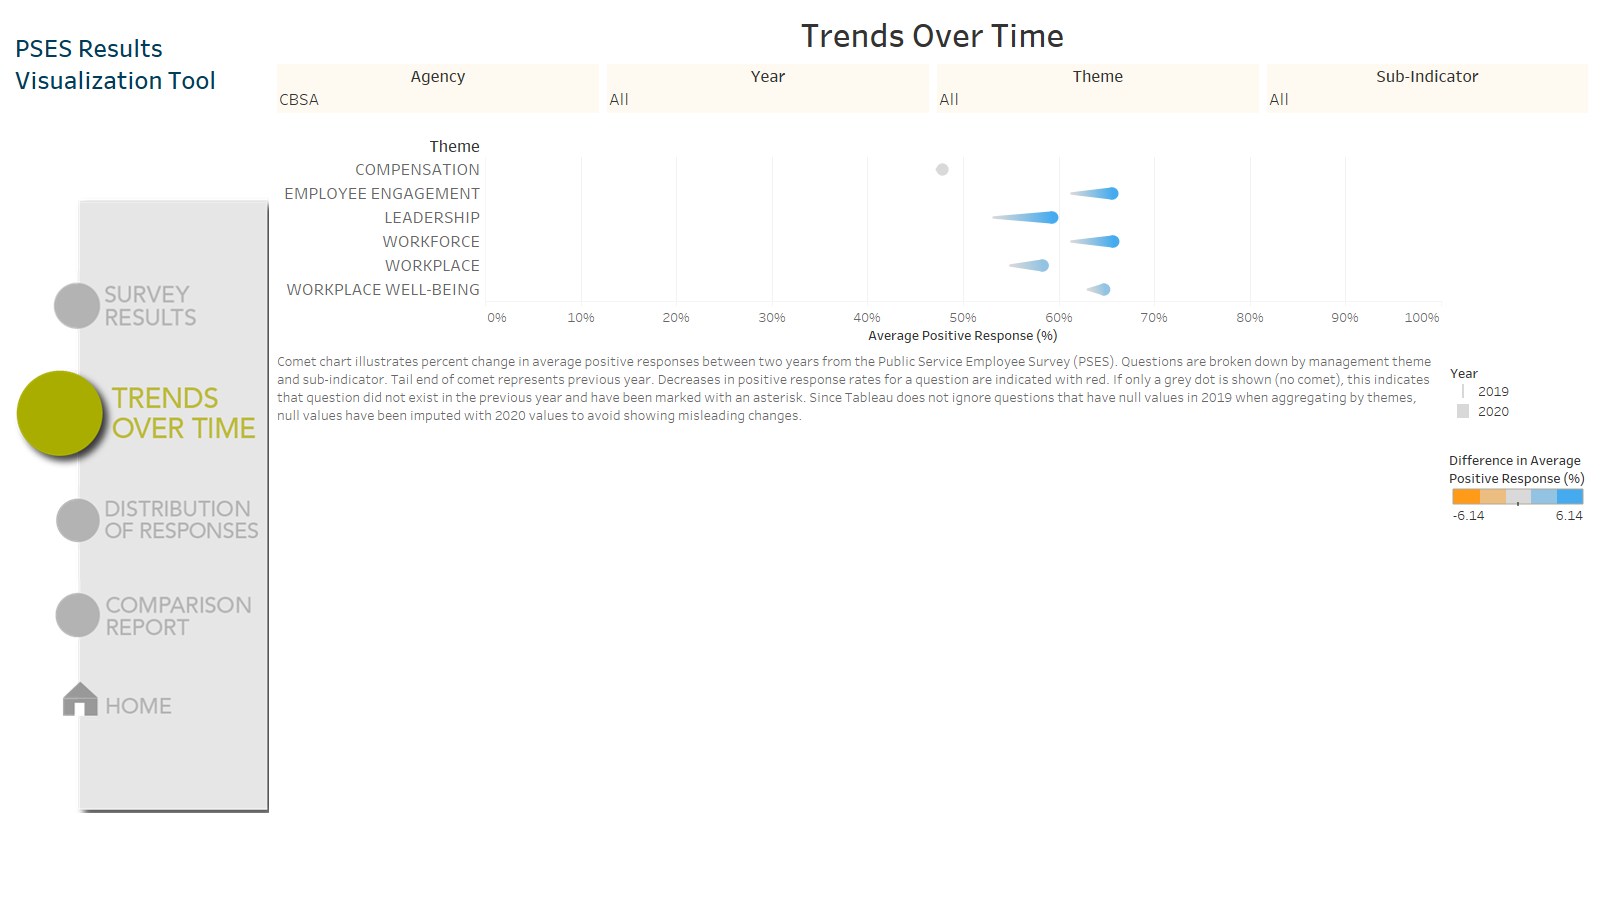 PSES Results
Visualization Tool
Trends Over Time
Agency
CBSA
Year
All
Theme
All
Sub-Indicator
All
Theme
COMPENSATION
EMPLOYEE ENGAGEMENT
LEADERSHIP
WORKFORCE
WORKPLACE
WORKPLACE WELL-BEING
0% 10% 20% 30% 40% 50% 60% 70% 80% 90% 100%
Average Positive Response (%)
Comet chart illustrates percent change in average positive responses between two years from the Public Service Employee Survey (PSES). Questions are broken down by management theme
and sub-indicator. Tail end of comet represents previous year. Decreases in positive response rates for a question are indicated with red. If only a grey dot is shown (no comet), this indicates
that question did not exist in the previous year and have been marked with an asterisk. Since Tableau does not ignore questions that have null values in 2019 when aggregating by themes,
null values have been imputed with 2020 values to avoid showing misleading changes.
Year
2019
2020
Difference in Average
Positive Response (%)
-6.14 6.14
SURVEY
RESULTS
TRENDS
OVER TIME
DISTRIBUTION
OF RESPONSES
COMPARISON
REPORT
HOME